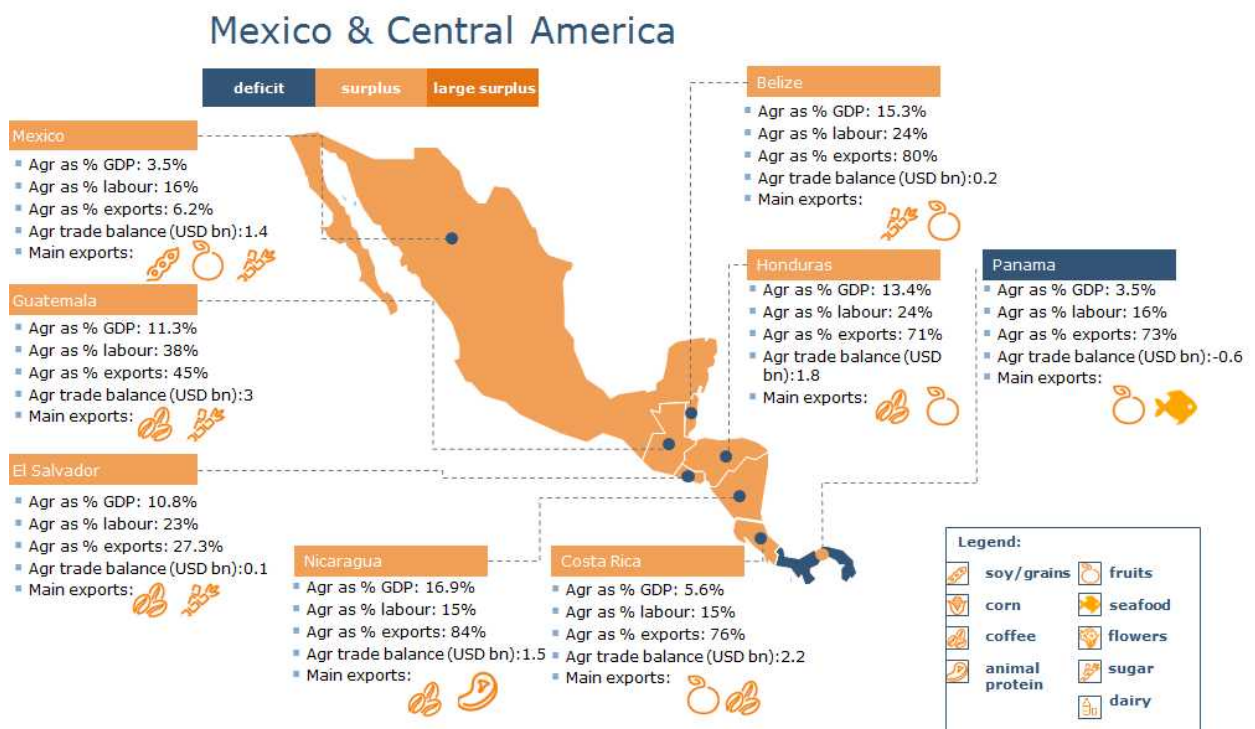 Mexico & Central America
deficit surplus large surplus
Mexico
Agr as % GDP: 3.5%
Agr as % labour: 16%
Agr as % exports: 6.2%
Agr trade balance (USD bn):1.4
Main exports:
Guatemala
Agr as % GDP: 11.3%
Agr as % labour: 38%
Agr as % exports: 45%
Agr trade balance (USD bn):3
Main exports:
El Salvador
Agr as % GDP: 10.8%
Agr as % labour: 23%
Agr as % exports: 27.3%
Agr trade balance (USD bn):0.1
Main exports:
Nicaragua
Agr as % GDP: 16.9%
Agr as % labour: 15%
Agr as % exports: 84%
Agr trade balance (USD bn):1.5
Main exports:
Costa Rica
Agr as % GDP: 5.6%
Agr as % labour: 15%
Agr as % exports: 76%
Agr trade balance (USD bn):2.2
Main exports:
Belize
Agr as % GDP: 15.3%
Agr as % labour: 24%
Agr as % exports: 80%
Agr trade balance (USD bn):0.2
Main exports:
Honduras
Agr as % GDP: 13.4%
Agr as % labour: 24%
Agr as % exports: 71%
Agr trade balance (USD
bn):1.8
Main exports:
Panama
Agr as % GDP: 3.5%
Agr as % labour: 16%
Agr as % exports: 73%
Agr trade balance (USD bn):-0.6
Main exports:
Legend:
soy/grains
corn
coffee
animal
protein
fruits
seafood
flowers
sugar
dairy